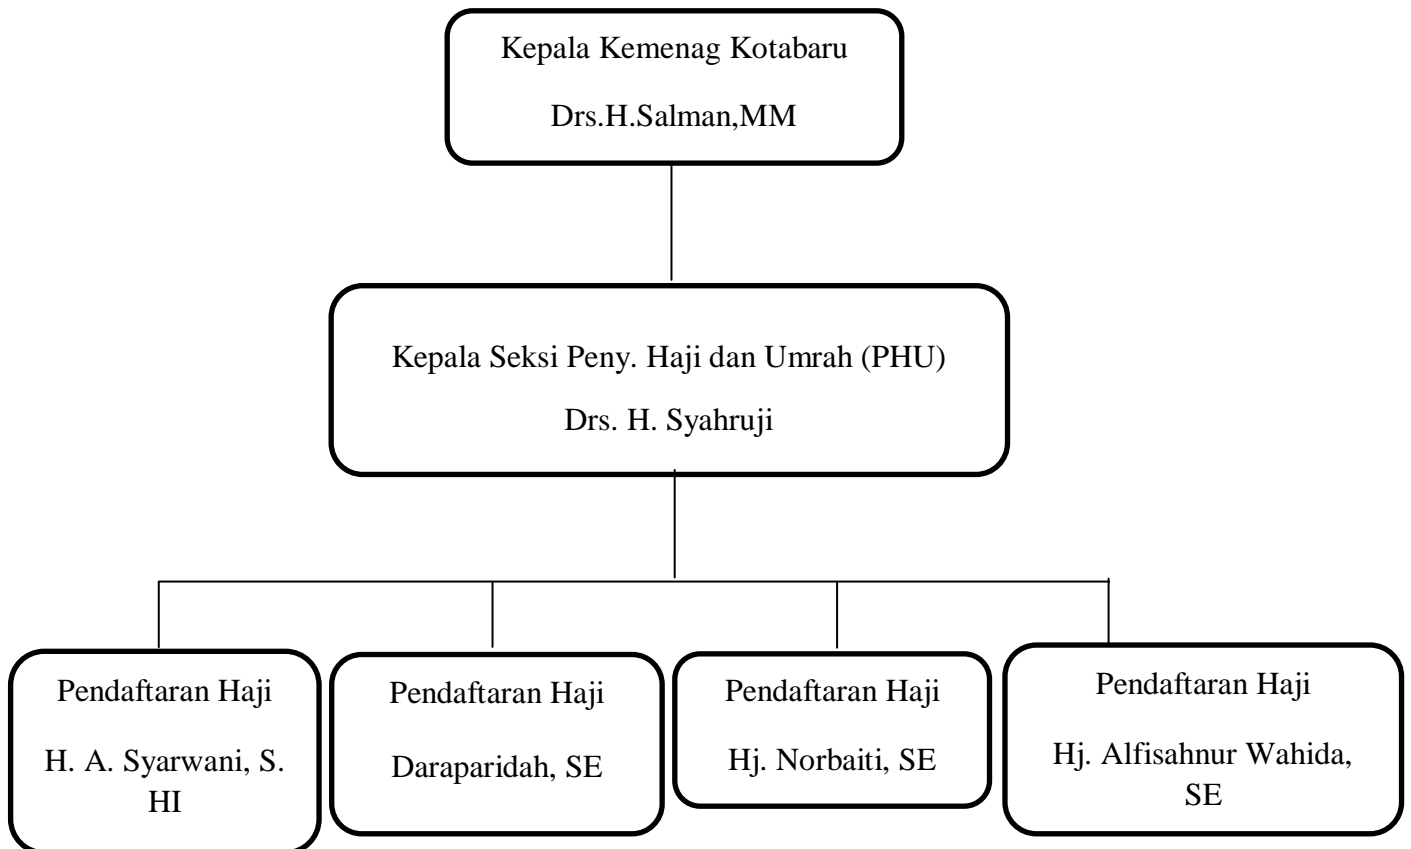 Kepala Kemenag Kotabaru
Drs.H.Salman,MM
Kepala Seksi Peny. Haji dan Umrah (PHU)
Drs. H. Syahruji
Pendaftaran Haji
H. A. Syarwani, S.
HI
Pendaftaran Haji
Daraparidah, SE
Pendaftaran Haji
Hj. Norbaiti, SE
Pendaftaran Haji
Hj. Alfisahnur Wahida,
SE